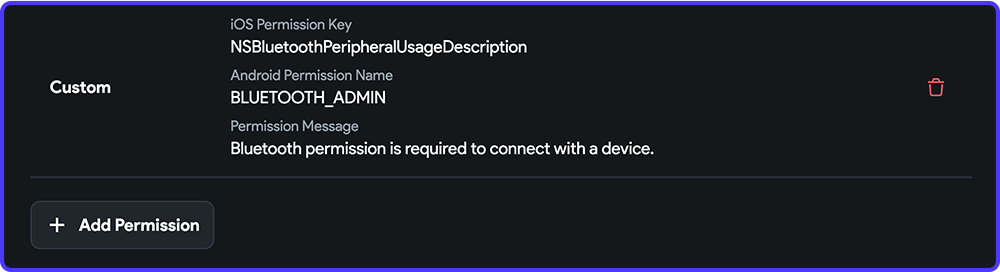 iOS Permission Key
NSBluetoothPeripheralUsageDescription
Android Permission Name
Custom
BLUETOOTH_ADMIN
Permission Message
Bluetooth permission is required to connect with a device.
+ Add Permission